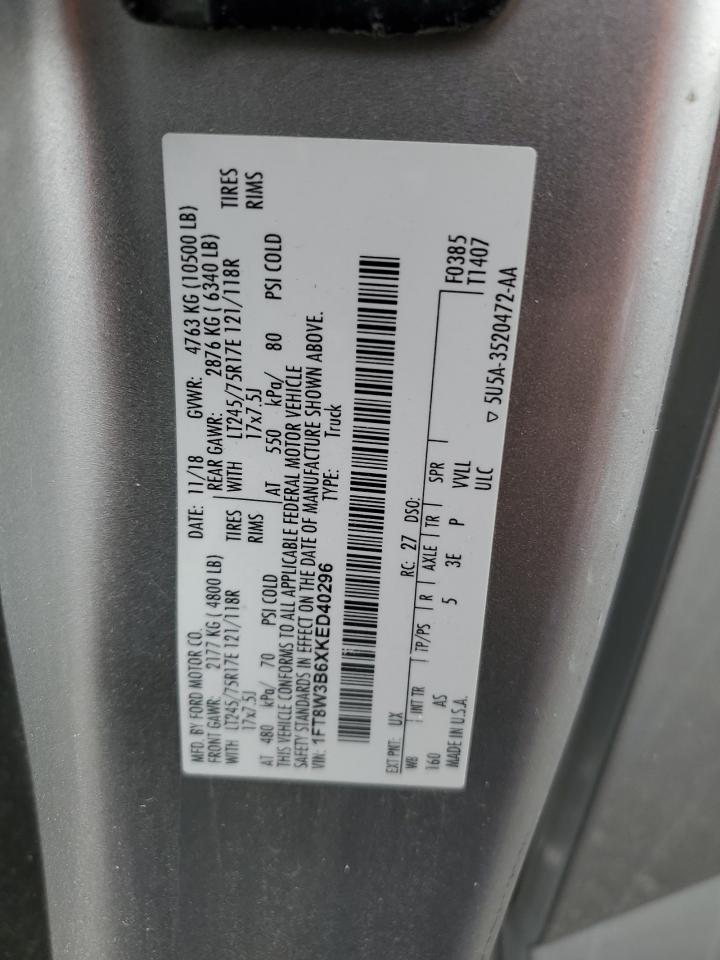 MFD. BY FORD MOTOR CO. DATE: 11/18 GVWR: 4763 KG (10500 LB)
FRONT GAWR: 2177 KG ( 4800 LB) REAR GAWR: 2876 KG ( 6340 LB)
WITH LT245/75R17E 121/118R TIRES WITH LT245/75R17E 121/118R TIRES
17x7.5J RIMS 17x7.5J RIMS
AT 480 kPa/ 70 PSI COLD AT 550 kPa/ 80 PSI COLD
THIS VEHICLE CONFORMS TO ALL APPLICABLE FEDERAL MOTOR VEHICLE
SAFETY STANDARDS IN EFFECT ON THE DATE OF MANUFACTURE SHOWN ABOVE.
VIN: 1FT8W3B6XKED40296 TYPE: Truck
EXT PNT: UX RC: 27 DSO: F0385
WB INT TR TP/PS R AXLE TR SPR T1407
160 AS 5 3E P VVLL
MADE IN U.S.A. ULC 5U5A-3520472-AA